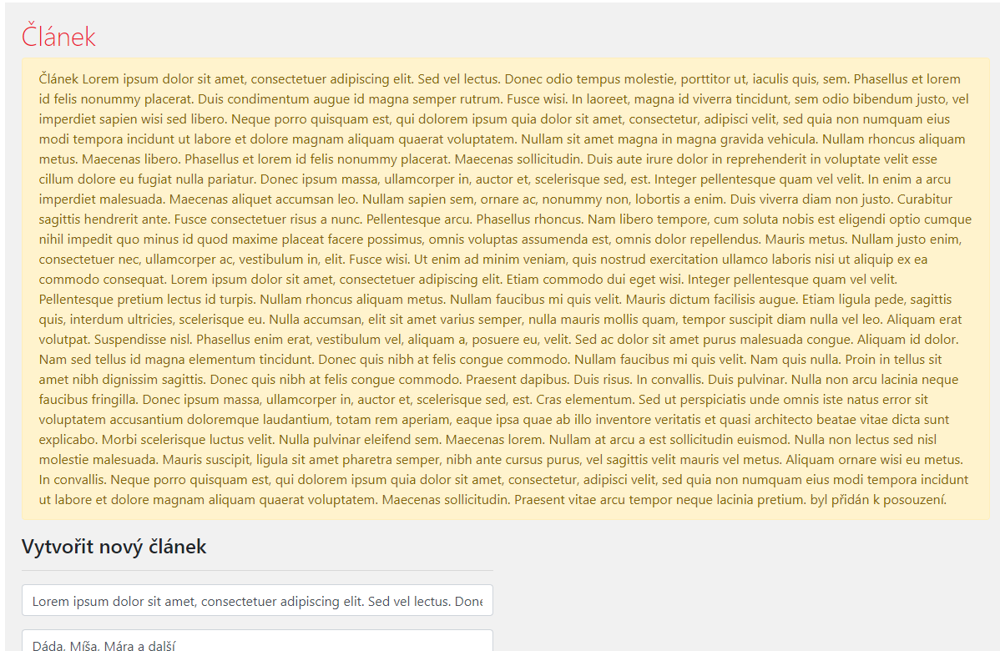 Článek
Článek Lorem ipsum dolor sit amet, consectetuer adipiscing elit. Sed vel lectus. Donec odio tempus molestie, porttitor ut, iaculis quis, sem. Phasellus et lorem
id felis nonummy placerat. Duis condimentum augue id magna semper rutrum. Fusce wisi. In laoreet, magna id viverra tincidunt, sem odio bibendum justo, vel
imperdiet sapien wisi sed libero. Neque porro quisquam est, qui dolorem ipsum quia dolor sit amet, consectetur, adipisci velit, sed quia non numquam eius
modi tempora incidunt ut labore et dolore magnam aliquam quaerat voluptatem. Nullam sit amet magna in magna gravida vehicula. Nullam rhoncus aliquam
metus. Maecenas libero. Phasellus et lorem id felis nonummy placerat. Maecenas sollicitudin. Duis aute irure dolor in reprehenderit in voluptate velit esse
cillum dolore eu fugiat nulla pariatur. Donec ipsum massa, ullamcorper in, auctor et, scelerisque sed, est. Integer pellentesque quam vel velit. In enim a arcu
imperdiet malesuada. Maecenas aliquet accumsan leo. Nullam sapien sem, ornare ac, nonummy non, lobortis a enim. Duis viverra diam non justo. Curabitur
sagittis hendrerit ante. Fusce consectetuer risus a nunc. Pellentesque arcu. Phasellus rhoncus. Nam libero tempore, cum soluta nobis est eligendi optio cumque
nihil impedit quo minus id quod maxime placeat facere possimus, omnis voluptas assumenda est, omnis dolor repellendus. Mauris metus. Nullam justo enim,
consectetuer nec, ullamcorper ac, vestibulum in, elit. Fusce wisi. Ut enim ad minim veniam, quis nostrud exercitation ullamco laboris nisi ut aliquip ex ea
commodo consequat. Lorem ipsum dolor sit amet, consectetuer adipiscing elit. Etiam commodo dui eget wisi. Integer pellentesque quam vel velit.
Pellentesque pretium lectus id turpis. Nullam rhoncus aliquam metus. Nullam faucibus mi quis velit. Mauris dictum facilisis augue. Etiam ligula pede, sagittis
quis, interdum ultricies, scelerisque eu. Nulla accumsan, elit sit amet varius semper, nulla mauris mollis quam, tempor suscipit diam nulla vel leo. Aliquam erat
volutpat. Suspendisse nisl. Phasellus enim erat, vestibulum vel, aliquam a, posuere eu, velit. Sed ac dolor sit amet purus malesuada congue. Aliquam id dolor.
Nam sed tellus id magna elementum tincidunt. Donec quis nibh at felis congue commodo. Nullam faucibus mi quis velit. Nam quis nulla. Proin in tellus sit
amet nibh dignissim sagittis. Donec quis nibh at felis congue commodo. Praesent dapibus. Duis risus. In convallis. Duis pulvinar. Nulla non arcu lacinia neque
faucibus fringilla. Donec ipsum massa, ullamcorper in, auctor et, scelerisque sed, est. Cras elementum. Sed ut perspiciatis unde omnis iste natus error sit
voluptatem accusantium doloremque laudantium, totam rem aperiam, eaque ipsa quae ab illo inventore veritatis et quasi architecto beatae vitae dicta sunt
explicabo. Morbi scelerisque luctus velit. Nulla pulvinar eleifend sem. Maecenas lorem. Nullam at arcu a est sollicitudin euismod. Nulla non lectus sed nisl
molestie malesuada. Mauris suscipit, ligula sit amet pharetra semper, nibh ante cursus purus, vel sagittis velit mauris vel metus. Aliquam ornare wisi eu metus.
In convallis. Neque porro quisquam est, qui dolorem ipsum quia dolor sit amet, consectetur, adipisci velit, sed quia non numquam eius modi tempora incidunt
ut labore et dolore magnam aliquam quaerat voluptatem. Maecenas sollicitudin. Praesent vitae arcu tempor neque lacinia pretium. byl přidán k posouzení.
Vytvořit nový článek
Lorem ipsum dolor sit amet, consectetuer adipiscing elit. Sed vel lectus. Done
Dáda, Míša, Mára a další